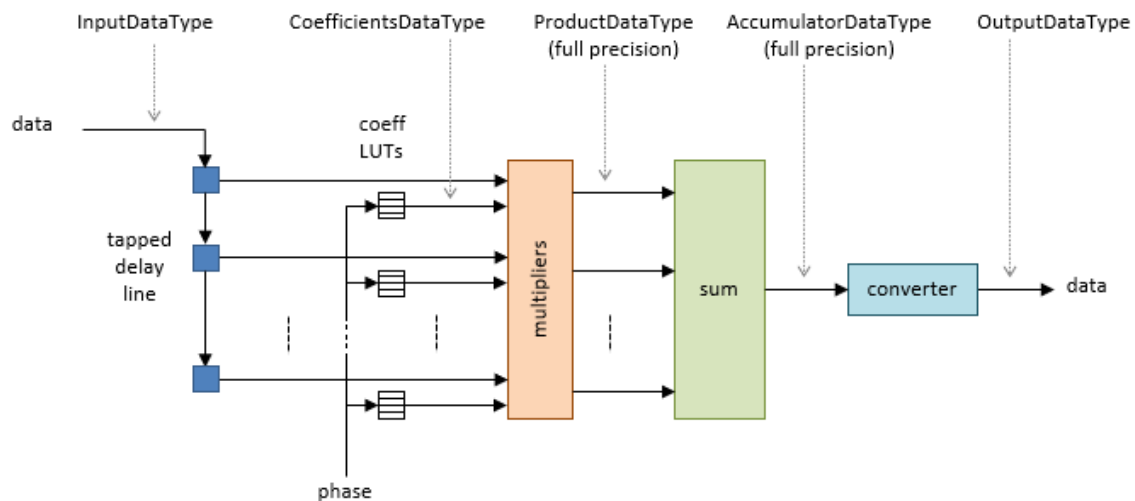 InputDataType
CoefficientsDataType
ProductDataType
(full precision)
AccumulatorDataType
(full precision)
OutputDataType
data
coeff
LUTs
tapped
delay
line
multipliers
sum
converter
data
phase